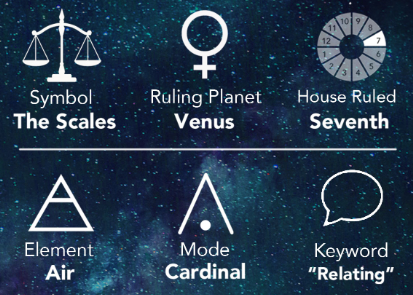 10 9
11 8
12 7
1 6
2 5
3 4
Symbol
The Scales
Ruling Planet
Venus
House Ruled
Seventh
Element
Air
Mode
Cardinal
Keyword
"Relating"